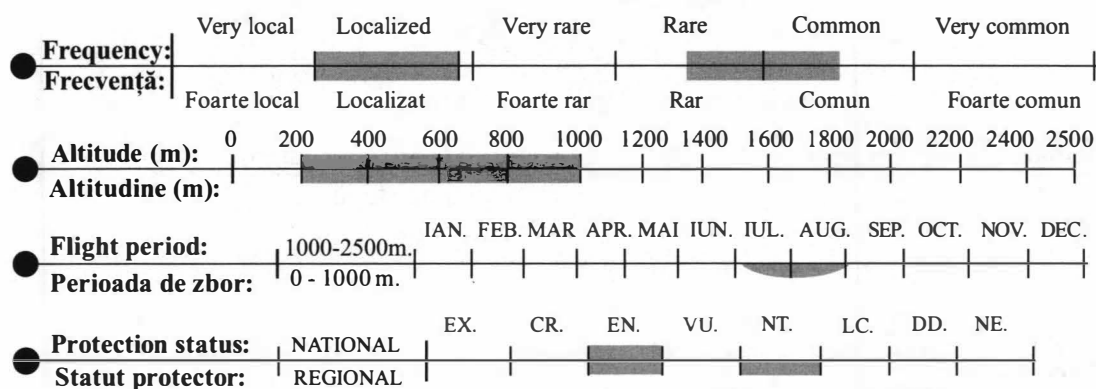 Very local Localized Very rare Rare Common Very common
Frequency:
Frecvență:
Foarte local Localizat Foarte rar Rar Comun Foarte comun
0 200 400 600 800 1000 1200 1400 1600 1800 2000 2200 2400 2500
Altitude (m):
Altitudine (m):
IAN. FEB. MAR APR. MAI IUN. IUL. AUG. SEP. OCT. NOV. DEC.
Flight period: 1000-2500m.
Perioada de zbor: 0 - 1000 m.
EX. CR. EN. VU. NT. LC. DD. NE.
Protection status: NATIONAL
Statut protector: REGIONAL